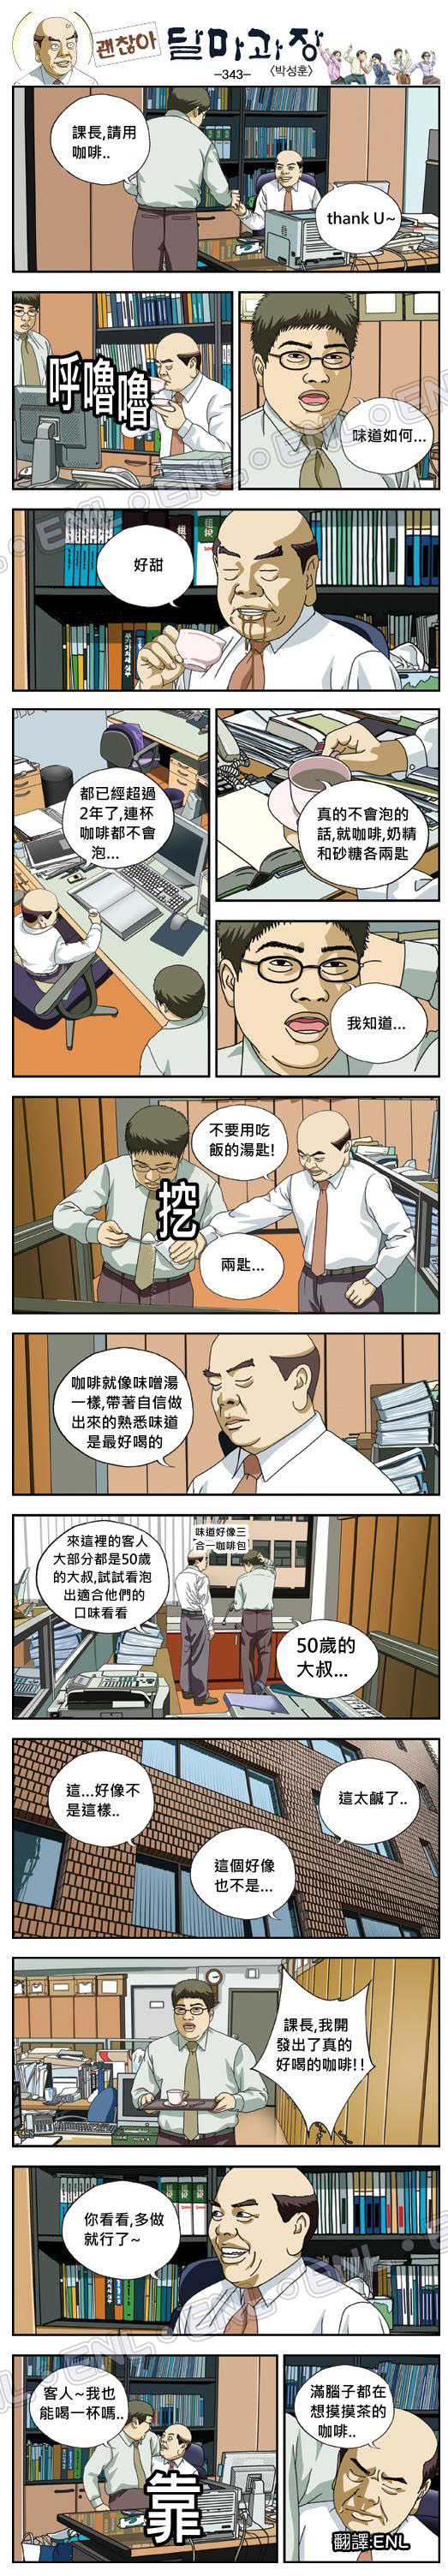 괜찮아
달마과장
-343-
〈박성훈〉
課長,請用
咖啡..
thank U~
呼嚕嚕
味道如何...
好甜
都已經超過
2年了,連杯
咖啡都不會
泡...
真的不會泡的
話,就咖啡,奶精
和砂糖各兩匙
我知道...
不要用吃
飯的湯匙!
挖
兩匙...
咖啡就像味噌湯
一樣,帶著自信做
出來的熟悉味道
是最好喝的
來這裡的客人
大部分都是50歲
的大叔,試試看泡
出適合他們的
口味看看
味道好像三
合一咖啡包
50歲的
大叔...
這...好像不
是這樣..
這太鹹了..
這個好像
也不是...
課長,我開
發出了真的
好喝的咖啡!!
你看看,多做
就行了~
客人~我也
能喝一杯嗎..
靠
滿腦子都在
想摸摸茶的
咖啡..
翻譯:ENL